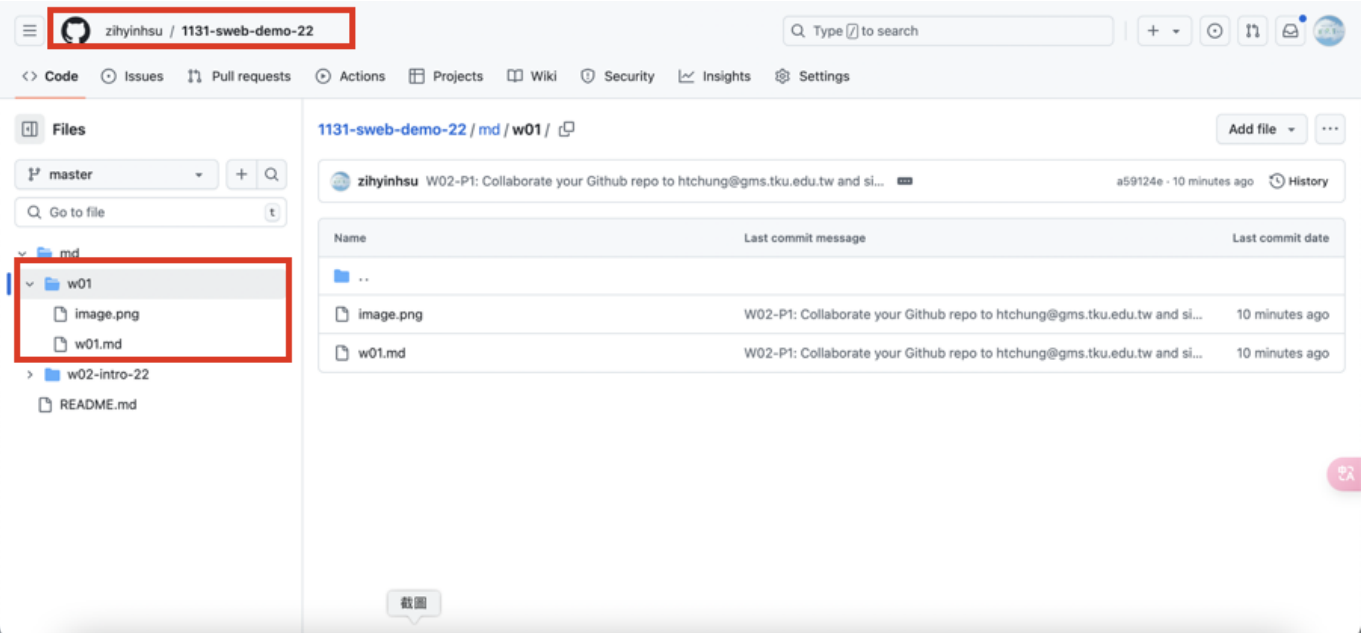 zihyinhsu / 1131-sweb-demo-22
Type / to search
Code Issues Pull requests Actions Projects Wiki Security Insights Settings
Files
master
Go to file t
md
w01
image.png
w01.md
w02-intro-22
README.md
1131-sweb-demo-22 / md / w01 /
Add file
zihyinhsu W02-P1: Collaborate your Github repo to htchung@gms.tku.edu.tw and si...
a59124e · 10 minutes ago History
Name Last commit message Last commit date
..
image.png W02-P1: Collaborate your Github repo to htchung@gms.tku.edu.tw and si... 10 minutes ago
w01.md W02-P1: Collaborate your Github repo to htchung@gms.tku.edu.tw and si... 10 minutes ago
截圖